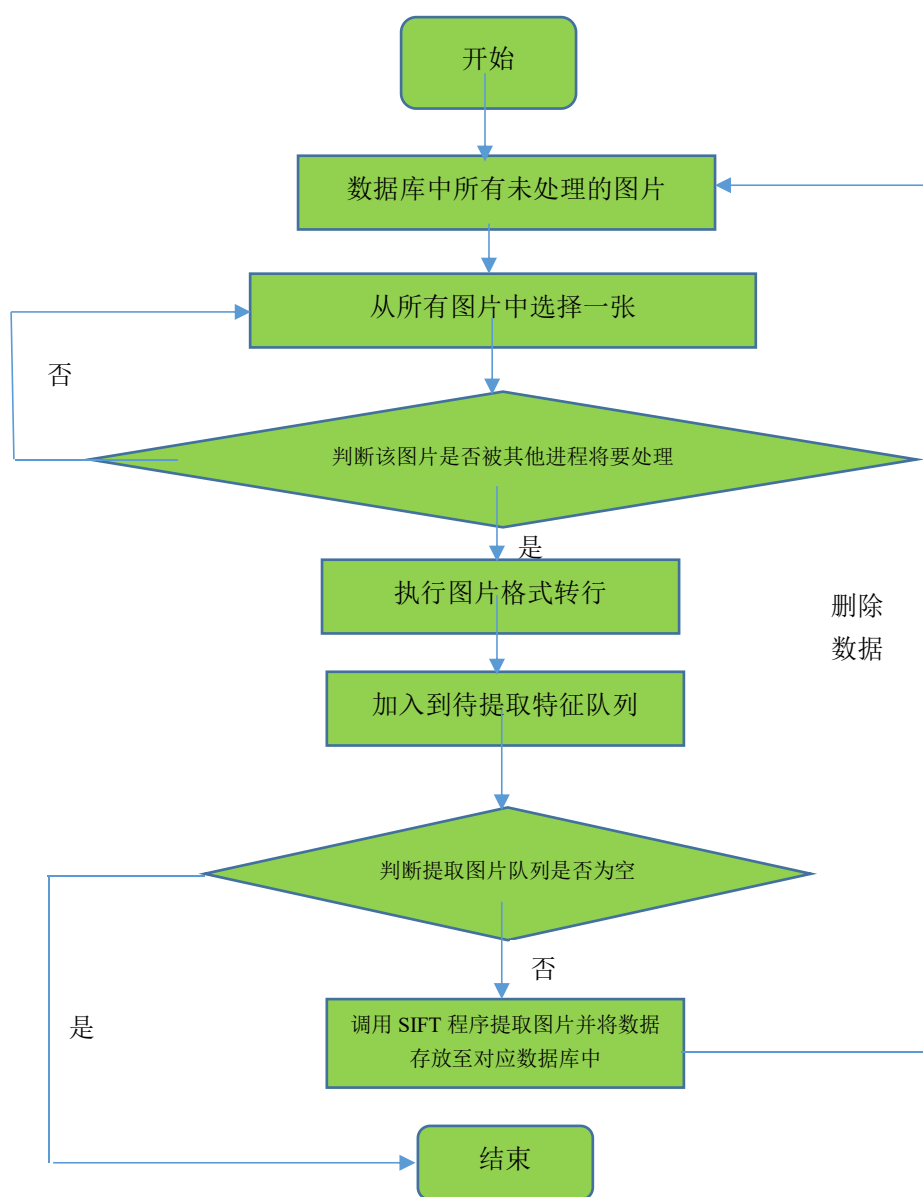 开始
数据库中所有未处理的图片
从所有图片中选择一张
否
判断该图片是否被其他进程将要处理
是
执行图片格式转行
删除
数据
加入到待提取特征队列
判断提取图片队列是否为空
否
是
调用 SIFT 程序提取图片并将数据
存放至对应数据库中
结束